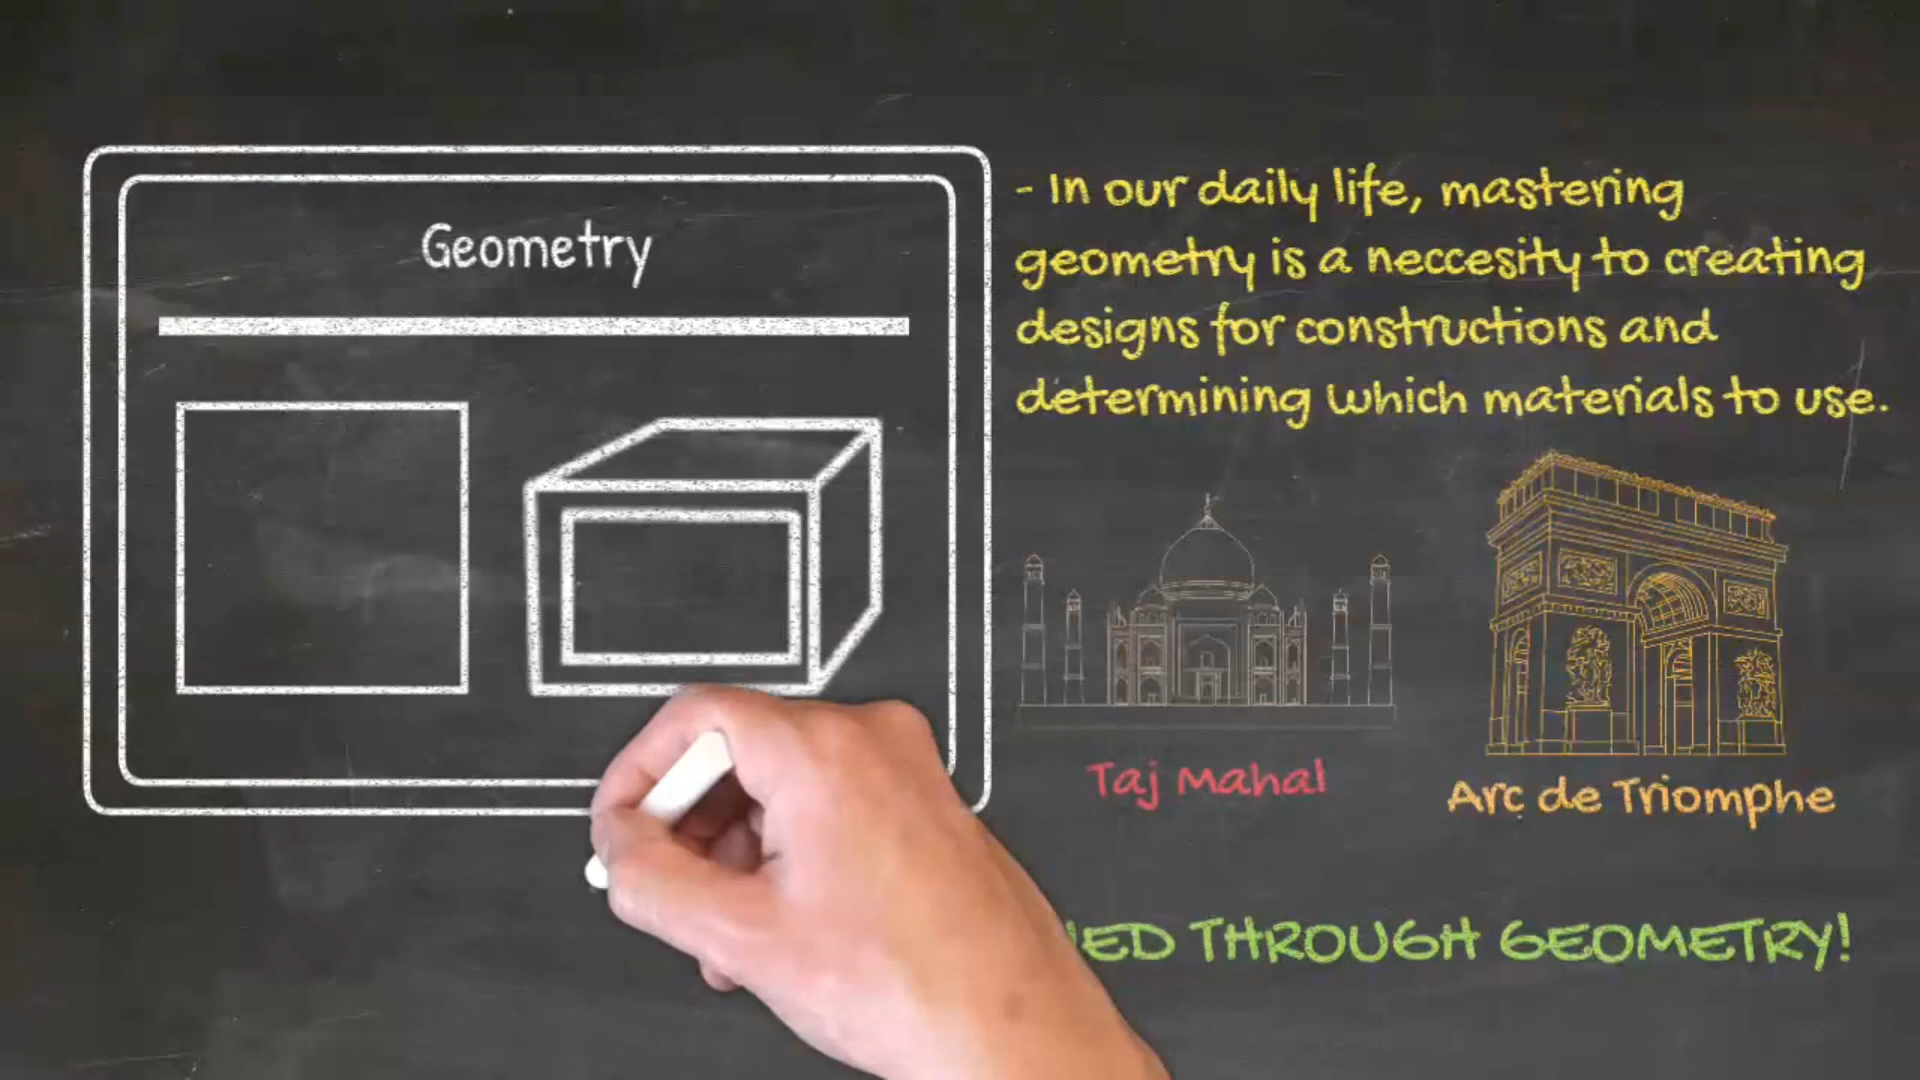 Geometry
- In our daily life, mastering
geometry is a neccesity to creating
designs for constructions and
determining which materials to use.
Taj Mahal
Arc de Triomphe
THROUGH GEOMETRY!